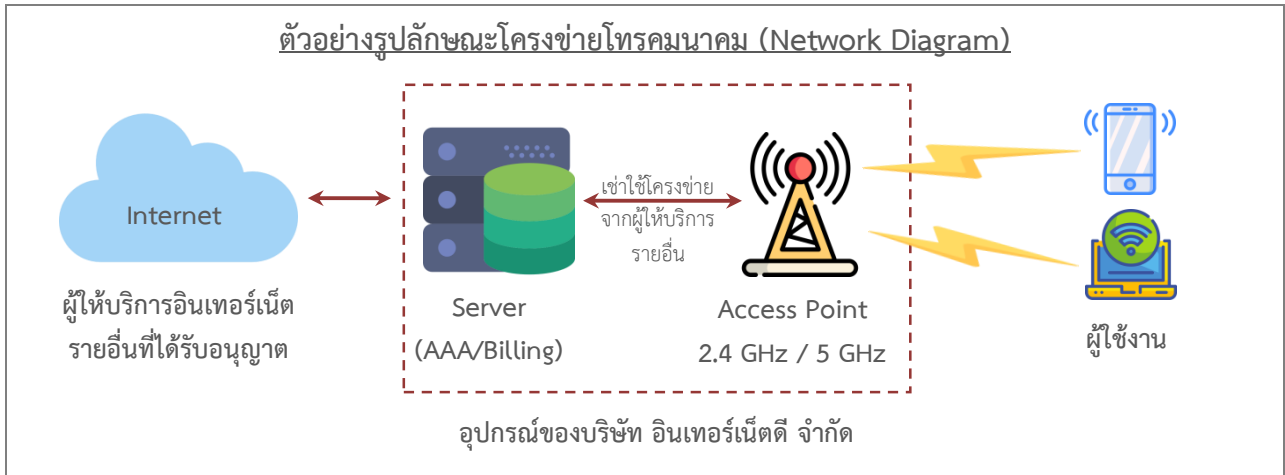 ตัวอย่างรูปลักษณะโครงข่ายโทรคมนาคม (Network Diagram)
Internet
ผู้ให้บริการอินเทอร์เน็ต
รายอื่นที่ได้รับอนุญาต
Server
(AAA/Billing)
เช่าใช้โครงข่าย
จากผู้ให้บริการ
รายอื่น
Access Point
2.4 GHz / 5 GHz
ผู้ใช้งาน
อุปกรณ์ของบริษัท อินเทอร์เน็ตดี จำกัด